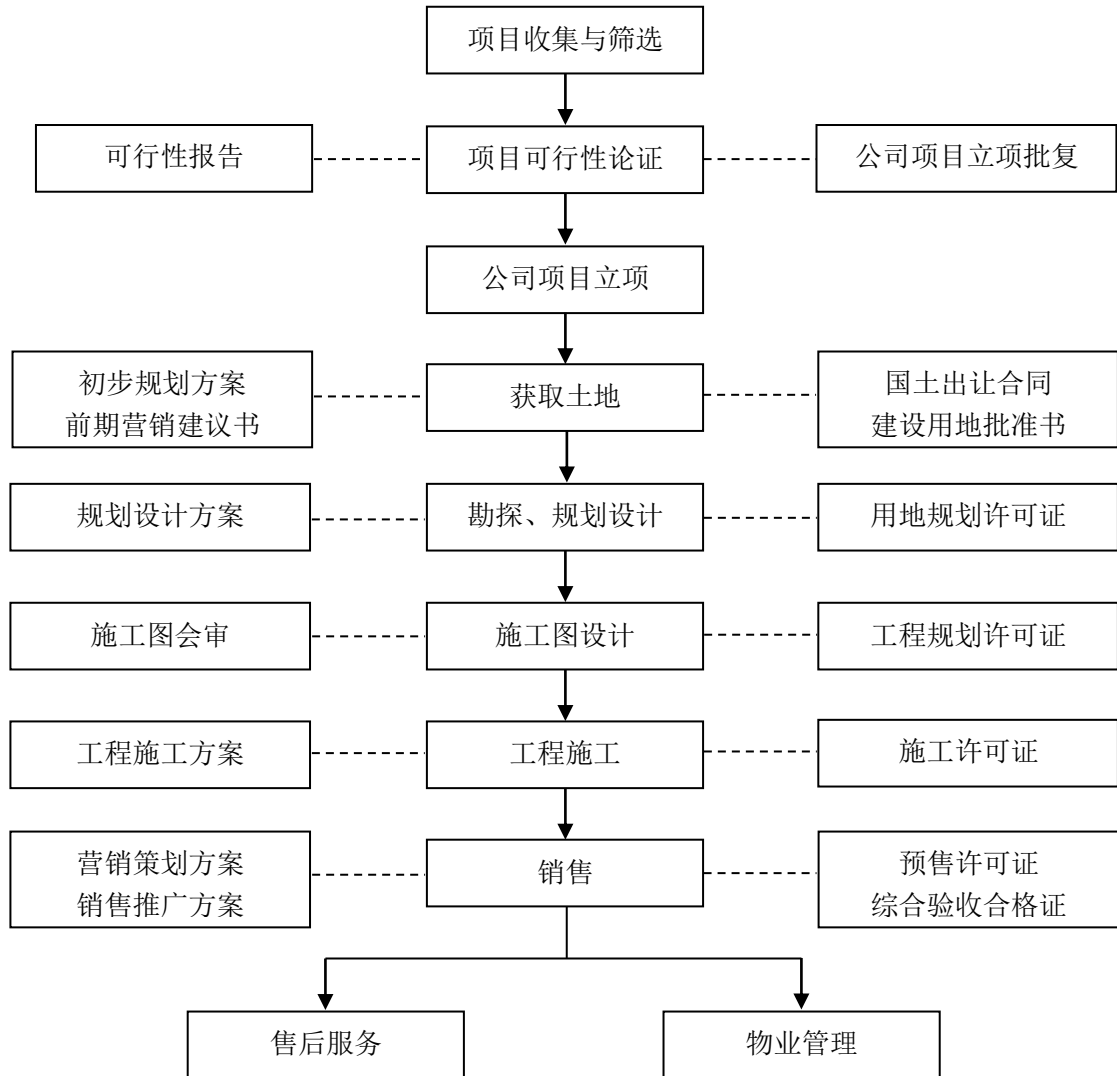 项目收集与筛选
可行性报告
项目可行性论证
公司项目立项批复
公司项目立项
初步规划方案
前期营销建议书
获取土地
国土出让合同
建设用地批准书
规划设计方案
勘探、规划设计
用地规划许可证
施工图会审
施工图设计
工程规划许可证
工程施工方案
工程施工
施工许可证
营销策划方案
销售推广方案
销售
预售许可证
综合验收合格证
售后服务
物业管理